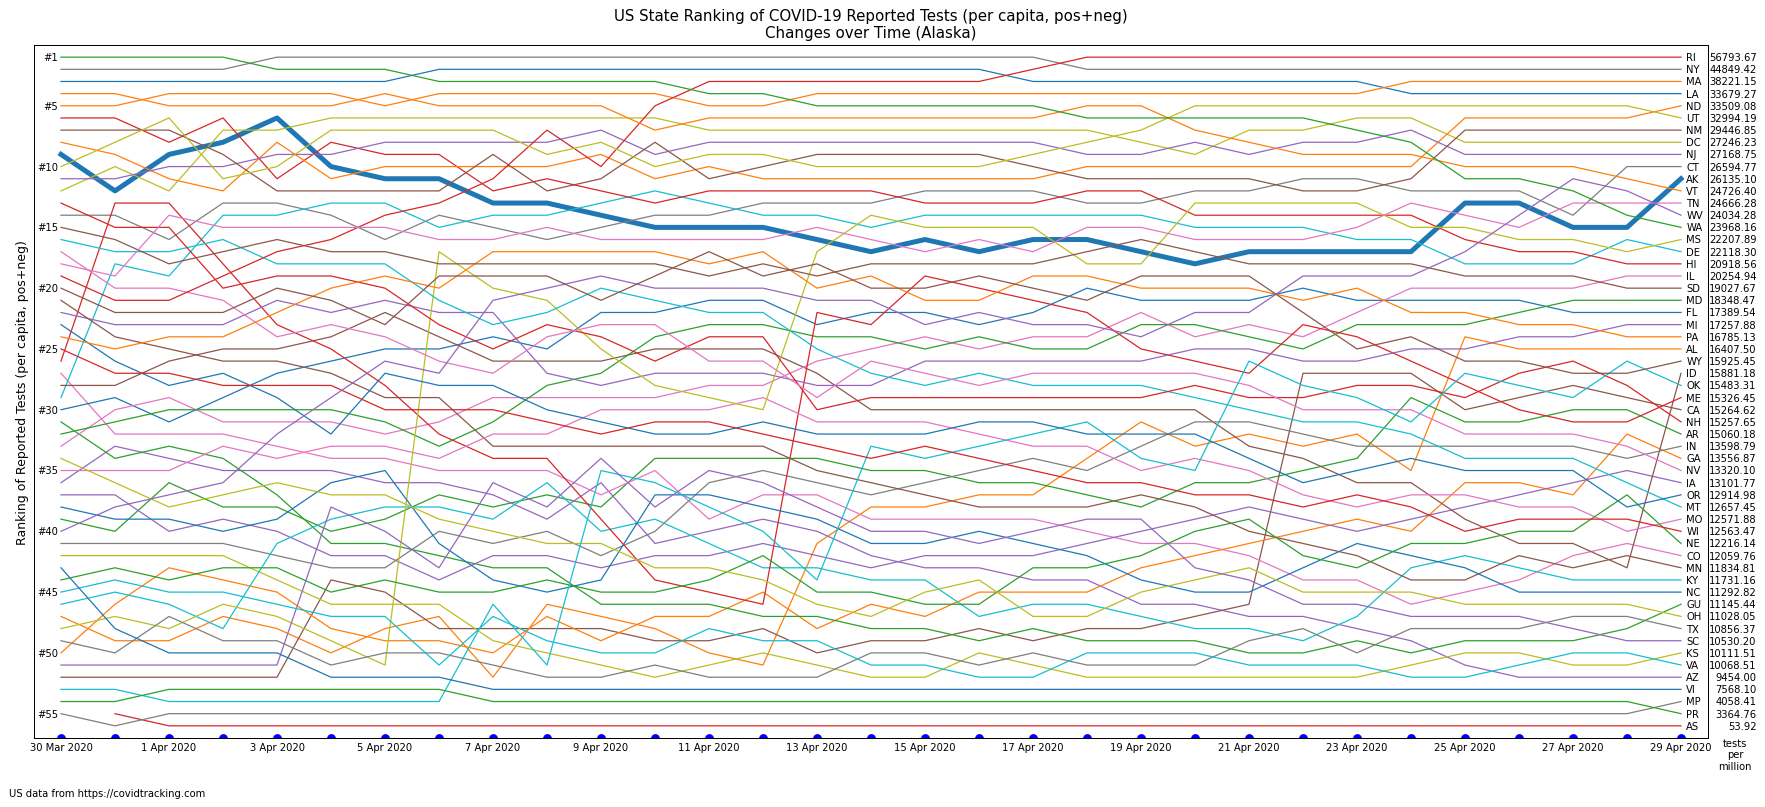 US State Ranking of COVID-19 Reported Tests (per capita, pos+neg)
Changes over Time (Alaska)
Ranking of Reported Tests (per capita, pos+neg)
#1
#5
#10
#15
#20
#25
#30
#35
#40
#45
#50
#55
RI 56793.67
NY 44849.42
MA 38221.15
LA 33679.27
ND 33509.08
UT 32994.19
NM 29446.85
DC 27246.23
NJ 27168.75
CT 26594.77
AK 26135.10
VT 24726.40
TN 24666.28
WV 24034.28
WA 23968.16
MS 22207.89
DE 22118.30
HI 20918.56
IL 20254.94
SD 19027.67
MD 18348.47
FL 17389.54
MI 17257.88
PA 16785.13
AL 16407.50
WY 15925.45
ID 15881.18
OK 15483.31
ME 15326.45
CA 15264.62
NH 15257.65
AR 15060.18
IN 13598.79
GA 13556.87
NV 13320.10
IA 13101.77
OR 12914.98
MT 12657.45
MO 12571.88
WI 12563.47
NE 12216.14
CO 12059.76
MN 11834.81
KY 11731.16
NC 11292.82
GU 11145.44
OH 11028.05
TX 10856.37
SC 10530.20
KS 10111.51
VA 10068.51
AZ 9454.00
VI 7568.10
MP 4058.41
PR 3364.76
AS 53.92
30 Mar 2020 1 Apr 2020 3 Apr 2020 5 Apr 2020 7 Apr 2020 9 Apr 2020 11 Apr 2020 13 Apr 2020 15 Apr 2020 17 Apr 2020 19 Apr 2020 21 Apr 2020 23 Apr 2020 25 Apr 2020 27 Apr 2020 29 Apr 2020
tests
per
million
US data from https://covidtracking.com